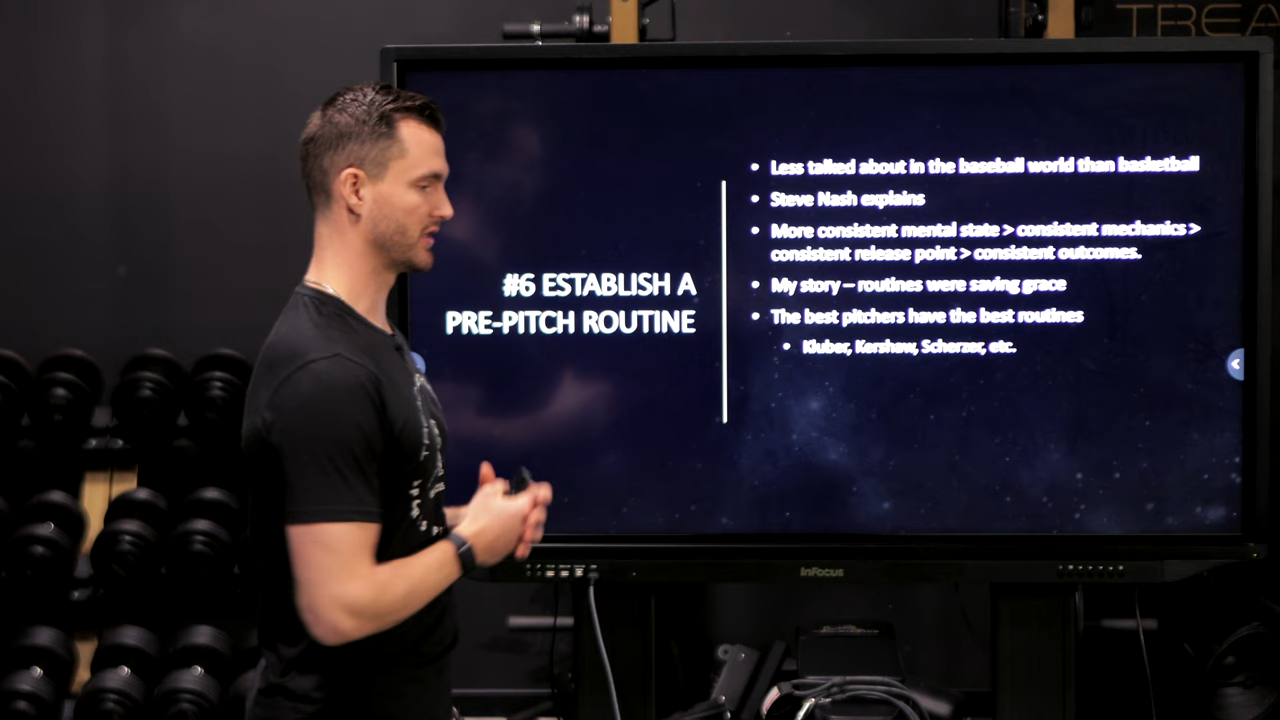 TREA
#6 ESTABLISH A
PRE-PITCH ROUTINE
• Less talked about in the baseball world than basketball
• Steve Nash explains
• More consistent mental state > consistent mechanics >
consistent release point > consistent outcomes.
• My story – routines were saving grace
• The best pitchers have the best routines
• Kluber, Kershaw, Scherzer, etc.
InFocus